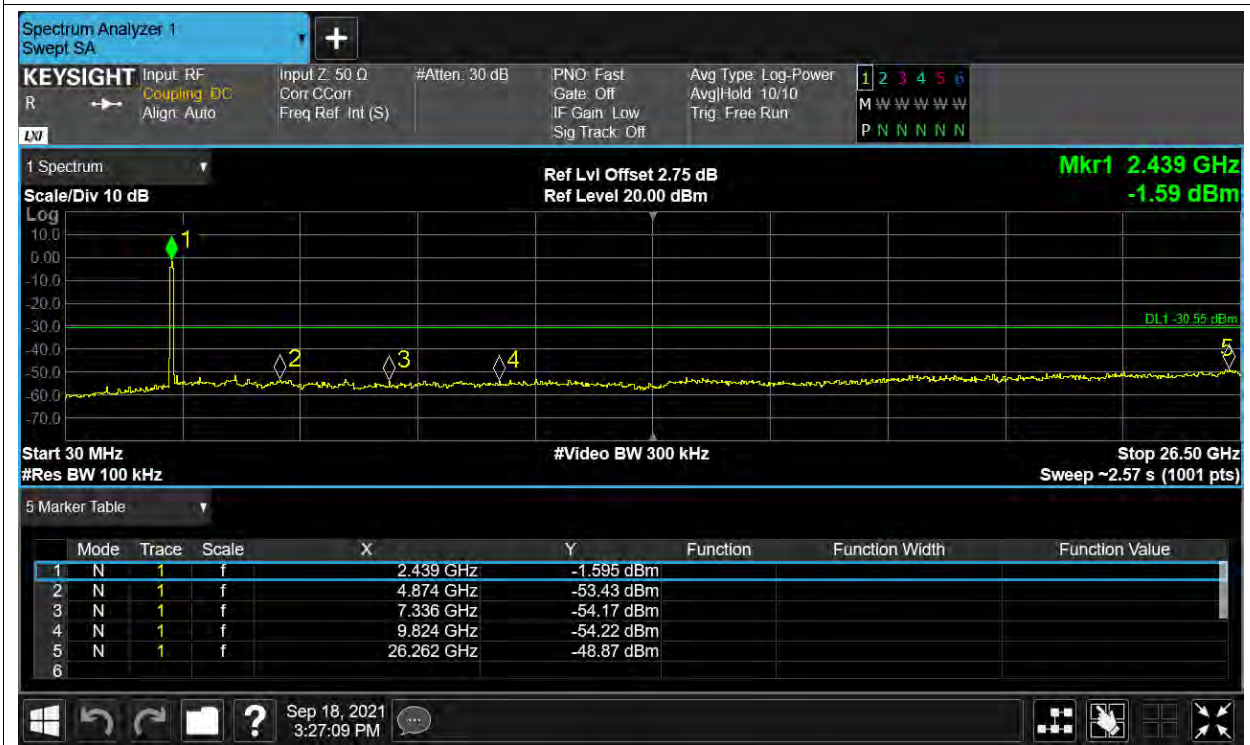 Spectrum Analyzer 1
Swept SA
KEYSIGHT Input: RF Input Z: 50 Ω #Atten: 30 dB PNO: Fast Avg Type: Log-Power 1 2 3 4 5 6
R Coupling: DC Corr CCorr Gate: Off Avg|Hold: 10/10 M W W W W W W
Align: Auto Freq Ref: Int (S) IF Gain: Low Trig: Free Run
LXI Sig Track: Off P N N N N N N
1 Spectrum Ref Lvl Offset 2.75 dB Mkr1 2.439 GHz
Scale/Div 10 dB Ref Level 20.00 dBm -1.59 dBm
Log
10.0 1
0.00
-10.0
-20.0
-30.0 DL1 -30.55 dBm
-40.0 2 3 4 5
-50.0
-60.0
-70.0
Start 30 MHz #Video BW 300 kHz Stop 26.50 GHz
#Res BW 100 kHz Sweep ~2.57 s (1001 pts)
5 Marker Table
Mode Trace Scale X Y Function Function Width Function Value
1 N 1 f 2.439 GHz -1.595 dBm
2 N 1 f 4.874 GHz -53.43 dBm
3 N 1 f 7.336 GHz -54.17 dBm
4 N 1 f 9.824 GHz -54.22 dBm
5 N 1 f 26.262 GHz -48.87 dBm
6
? Sep 18, 2021
3:27:09 PM